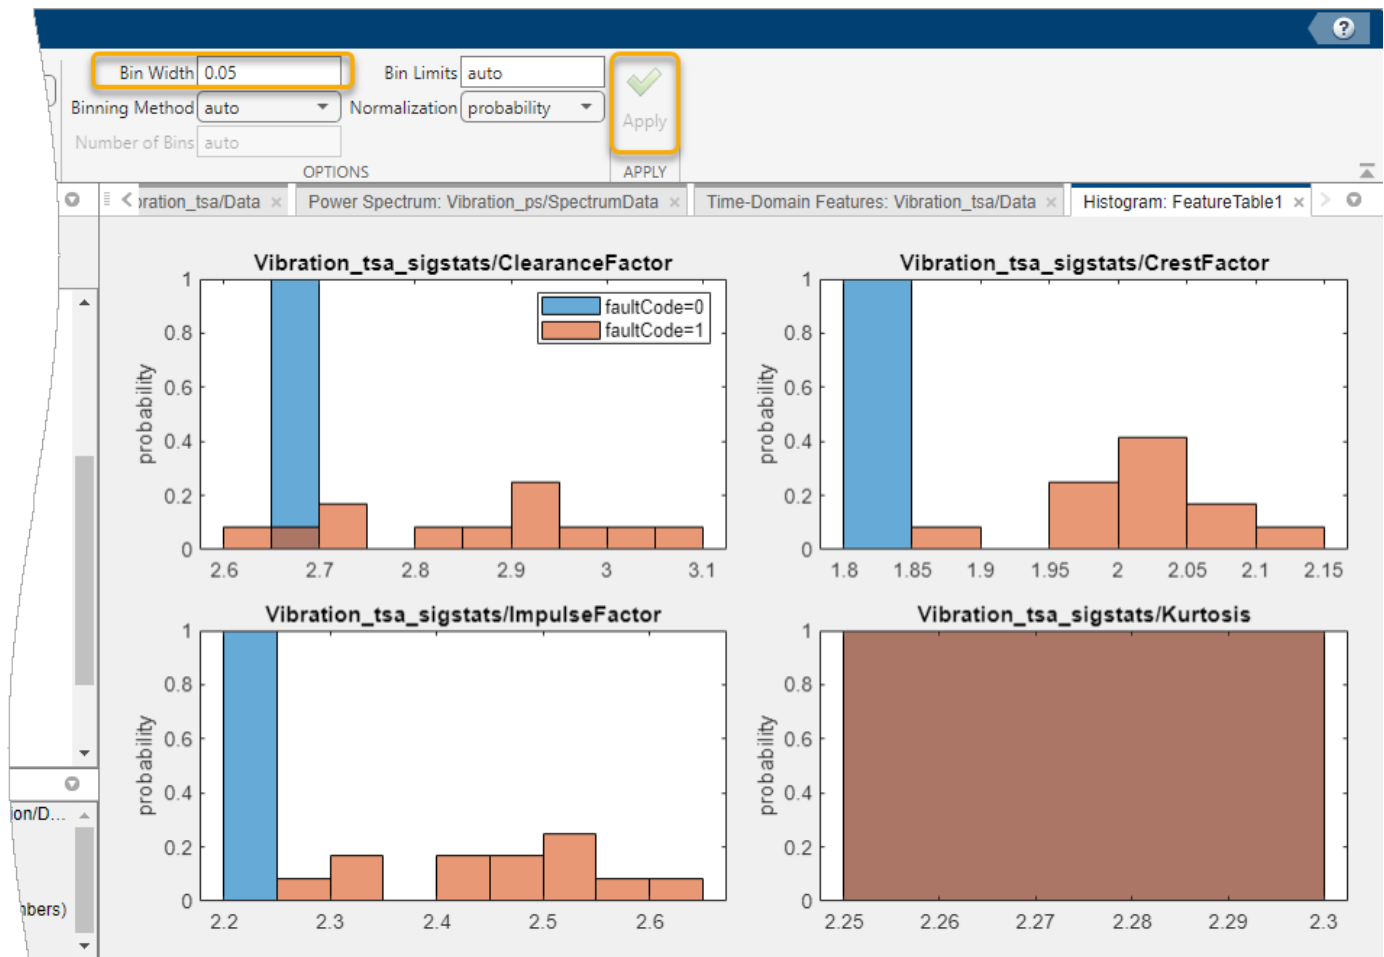 ?
Bin Width 0.05 Bin Limits auto
Binning Method auto Normalization probability
Apply
Number of Bins auto
OPTIONS APPLY
ration_tsa/Data × Power Spectrum: Vibration_ps/SpectrumData × Time-Domain Features: Vibration_tsa/Data × Histogram: FeatureTable1 ×
Vibration_tsa_sigstats/ClearanceFactor
1
0.8
0.6
0.4
0.2
0
probability
faultCode=0
faultCode=1
2.6 2.7 2.8 2.9 3 3.1
Vibration_tsa_sigstats/CrestFactor
1
0.8
0.6
0.4
0.2
0
probability
1.8 1.85 1.9 1.95 2 2.05 2.1 2.15
Vibration_tsa_sigstats/ImpulseFactor
1
0.8
0.6
0.4
0.2
0
probability
2.2 2.3 2.4 2.5 2.6
Vibration_tsa_sigstats/Kurtosis
1
0.8
0.6
0.4
0.2
0
probability
2.25 2.26 2.27 2.28 2.29 2.3
ion/D...
nbers)